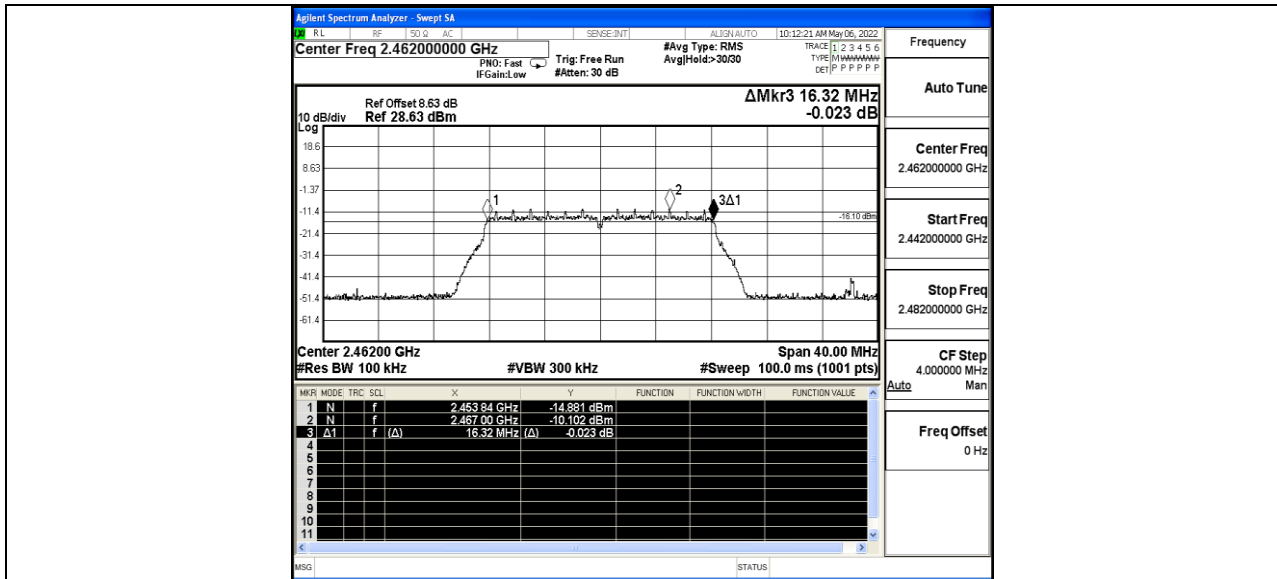 Agilent Spectrum Analyzer - Swept SA
LXI RL RF 50 Ω AC SENSE:INT ALIGN AUTO 10:12:21 AM May 06, 2022
Center Freq 2.462000000 GHz
PNO: Fast
IFGain:Low
Trig: Free Run
#Atten: 30 dB
#Avg Type: RMS
Avg|Hold:>30/30
TRACE 1 2 3 4 5 6
TYPE M WWWWW
DET P P P P P P
Ref Offset 8.63 dB
Ref 28.63 dBm
10 dB/div
Log
ΔMkr3 16.32 MHz
-0.023 dB
18.6
8.63
-1.37
-11.4
-21.4
-31.4
-41.4
-51.4
-61.4
1
2
3Δ1
-16.10 dBm
Center 2.46200 GHz
Span 40.00 MHz
#Res BW 100 kHz
#VBW 300 kHz
#Sweep 100.0 ms (1001 pts)
MKR MODE TRC SCL X Y FUNCTION FUNCTION WIDTH FUNCTION VALUE
1 N f 2.453 84 GHz -14.881 dBm
2 N f 2.467 00 GHz -10.102 dBm
3 Δ1 f (Δ) 16.32 MHz (Δ) -0.023 dB
4
5
6
7
8
9
10
11
MSG
STATUS
Frequency
Auto Tune
Center Freq
2.462000000 GHz
Start Freq
2.442000000 GHz
Stop Freq
2.482000000 GHz
CF Step
4.000000 MHz
Auto Man
Freq Offset
0 Hz